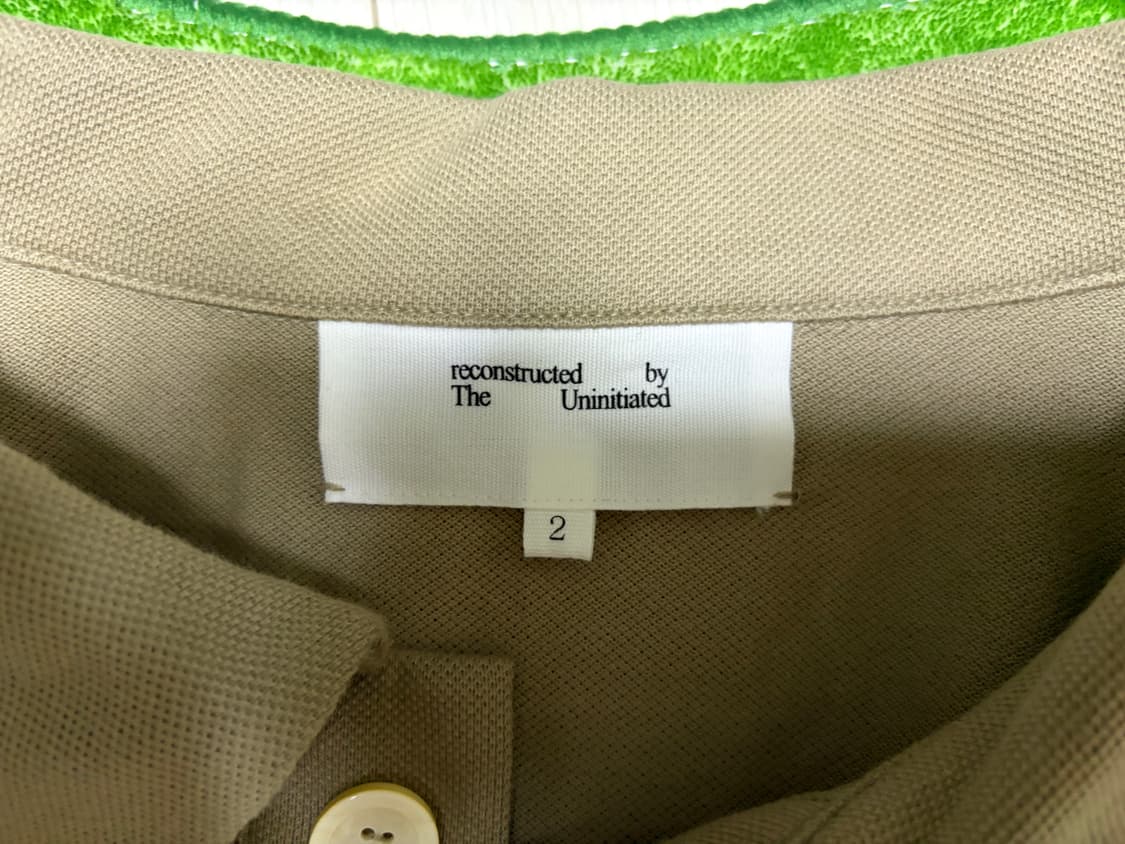 reconstructed by
The Uninitiated
2